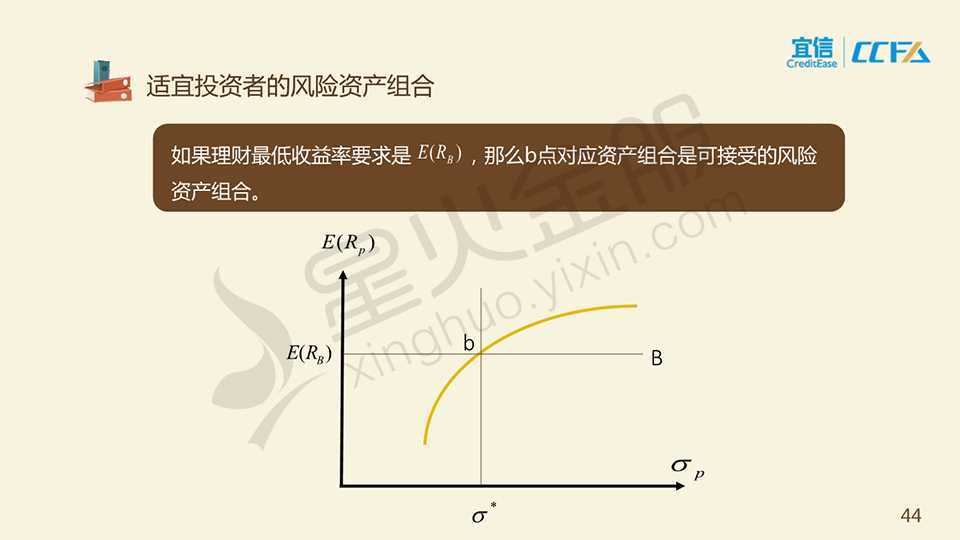 宜信
CreditEase
CCFA
适宜投资者的风险资产组合
如果理财最低收益率要求是 E(R_B) ，那么b点对应资产组合是可接受的风险
资产组合。
星火金服
xinghuo.yixin.com
E(R_p)
b
E(R_B)
B
σ_p
σ*
44